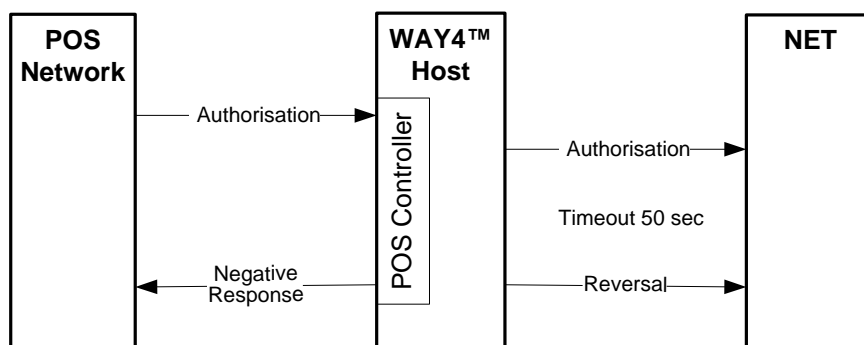 POS
Network
WAY4™
Host
NET
Authorisation
POS Controller
Authorisation
Timeout 50 sec
Negative
Response
Reversal